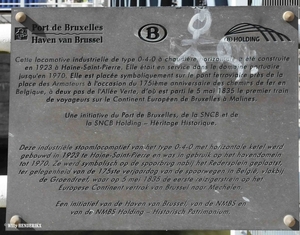 Port de Bruxelles
Haven van Brussel
B
HOLDING
Cette locomotive industrielle de type 0-4-0 à chaudière horizontale fut construite
en 1923 à Haine-Saint-Pierre. Elle était en service dans le domaine portuaire
jusqu'en 1970. Elle est placée symboliquement sur le pont ferroviaire près de la
place des Armateurs à l'occasion du 175ième anniversaire des chemins de fer en
Belgique, à deux pas de l'Allée Verte, d'où est parti le 5 mai 1835 le premier train
de voyageurs sur le Continent Européen de Bruxelles à Malines
Une initiative du Port de Bruxelles, de la SNCB et de
la SNCB Holding – Héritage Historique.
Deze industriële stoomlocomotief van het type 0-4-0 met horizontale ketel werd
gebouwd in 1923 te Haine-Saint-Pierre en was in gebruik op het havendomein
tot 1970. Ze werd symbolisch op de spoorbrug nabij het Redersplein geplaatst
ter gelegenheid van de 175ste verjaardag van de spoorwegen in België, vlakbij
de Groendreef, waar op 5 mei 1835 de eerste reizigerstrein op het
Europese Continent vertrok van Brussel naar Mechelen.
Een initiatief van de Haven van Brussel, van de NMBS en
van de NMBS Holding – Historisch Patrimonium.